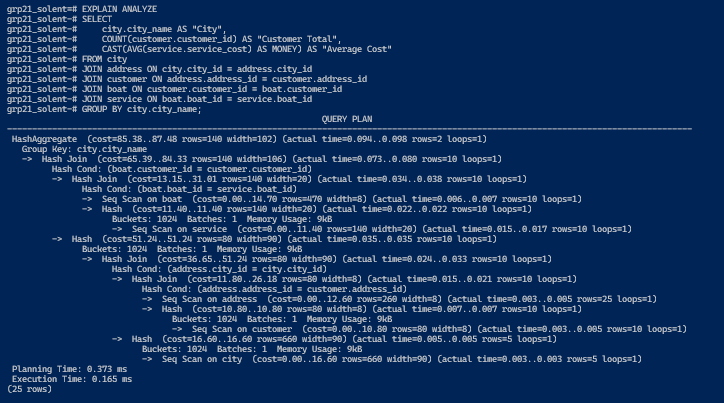 grp21_solent=# EXPLAIN ANALYZE
grp21_solent-# SELECT
grp21_solent-#     city.city_name AS "City",
grp21_solent-#     COUNT(customer.customer_id) AS "Customer Total",
grp21_solent-#     CAST(AVG(service.service_cost) AS MONEY) AS "Average Cost"
grp21_solent-# FROM city
grp21_solent-# JOIN address ON city.city_id = address.city_id
grp21_solent-# JOIN customer ON address.address_id = customer.address_id
grp21_solent-# JOIN boat ON customer.customer_id = boat.customer_id
grp21_solent-# JOIN service ON boat.boat_id = service.boat_id
grp21_solent-# GROUP BY city.city_name;
QUERY PLAN
HashAggregate  (cost=85.38..87.48 rows=140 width=102) (actual time=0.094..0.098 rows=2 loops=1)
  Group Key: city.city_name
  ->  Hash Join  (cost=65.39..84.33 rows=140 width=106) (actual time=0.073..0.080 rows=10 loops=1)
        Hash Cond: (boat.customer_id = customer.customer_id)
        ->  Hash Join  (cost=13.15..31.01 rows=140 width=20) (actual time=0.034..0.038 rows=10 loops=1)
              Hash Cond: (boat.boat_id = service.boat_id)
              ->  Seq Scan on boat  (cost=0.00..14.70 rows=470 width=8) (actual time=0.006..0.007 rows=10 loops=1)
              ->  Hash  (cost=11.40..11.40 rows=140 width=20) (actual time=0.022..0.022 rows=10 loops=1)
                    Buckets: 1024  Batches: 1  Memory Usage: 9kB
                    ->  Seq Scan on service  (cost=0.00..11.40 rows=140 width=20) (actual time=0.015..0.017 rows=10 loops=1)
        ->  Hash  (cost=51.24..51.24 rows=80 width=90) (actual time=0.035..0.035 rows=10 loops=1)
              Buckets: 1024  Batches: 1  Memory Usage: 9kB
              ->  Hash Join  (cost=36.65..51.24 rows=80 width=90) (actual time=0.024..0.033 rows=10 loops=1)
                    Hash Cond: (address.city_id = city.city_id)
                    ->  Hash Join  (cost=11.80..26.18 rows=80 width=8) (actual time=0.015..0.021 rows=10 loops=1)
                          Hash Cond: (address.address_id = customer.address_id)
                          ->  Seq Scan on address  (cost=0.00..12.60 rows=260 width=8) (actual time=0.003..0.005 rows=25 loops=1)
                          ->  Hash  (cost=10.80..10.80 rows=80 width=8) (actual time=0.007..0.007 rows=10 loops=1)
                                Buckets: 1024  Batches: 1  Memory Usage: 9kB
                                ->  Seq Scan on customer  (cost=0.00..10.80 rows=80 width=8) (actual time=0.003..0.005 rows=10 loops=1)
                    ->  Hash  (cost=16.60..16.60 rows=660 width=90) (actual time=0.005..0.005 rows=5 loops=1)
                          Buckets: 1024  Batches: 1  Memory Usage: 9kB
                          ->  Seq Scan on city  (cost=0.00..16.60 rows=660 width=90) (actual time=0.003..0.003 rows=5 loops=1)
Planning Time: 0.373 ms
Execution Time: 0.165 ms
(25 rows)